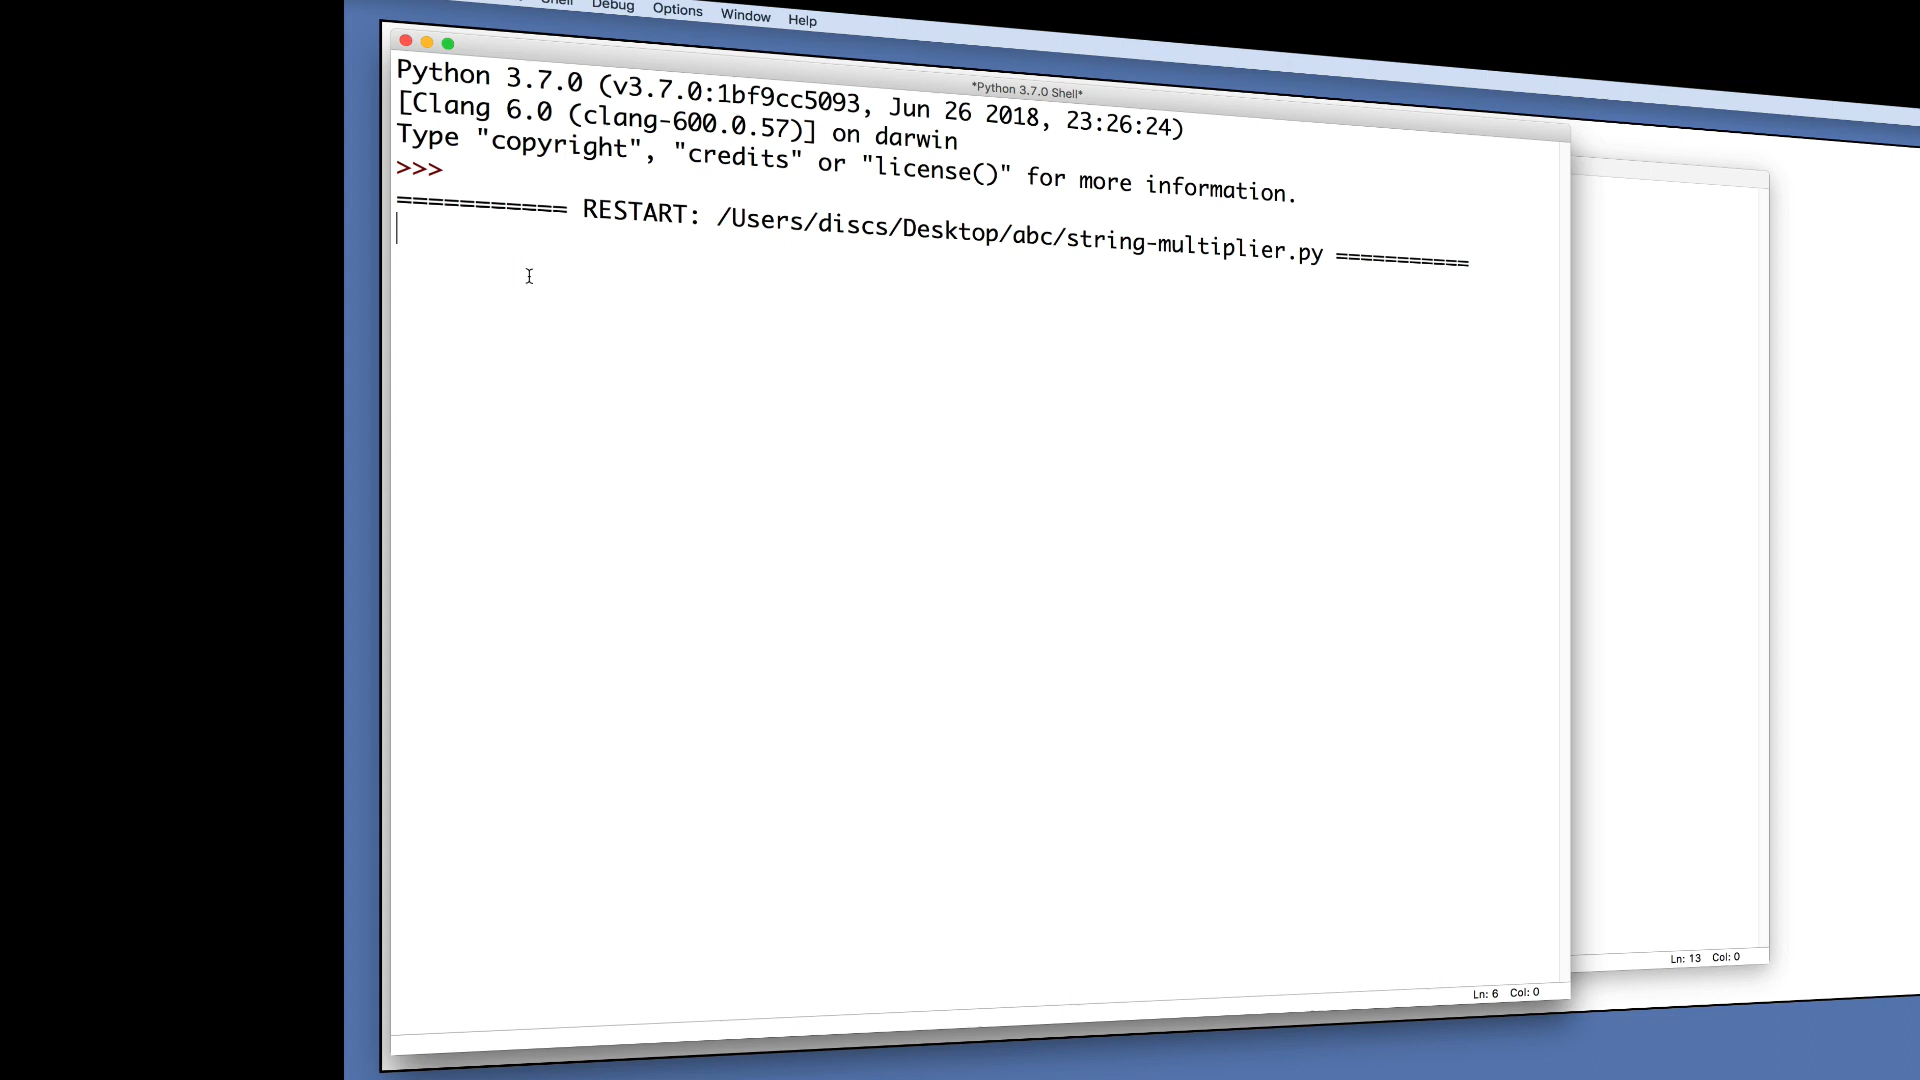 Shell Debug Options Window Help
*Python 3.7.0 Shell*
Python 3.7.0 (v3.7.0:1bf9cc5093, Jun 26 2018, 23:26:24)
[Clang 6.0 (clang-600.0.57)] on darwin
Type "copyright", "credits" or "license()" for more information.
>>>
=========== RESTART: /Users/discs/Desktop/abc/string-multiplier.py ===========
Ln: 6 Col: 0
Ln: 13 Col: 0